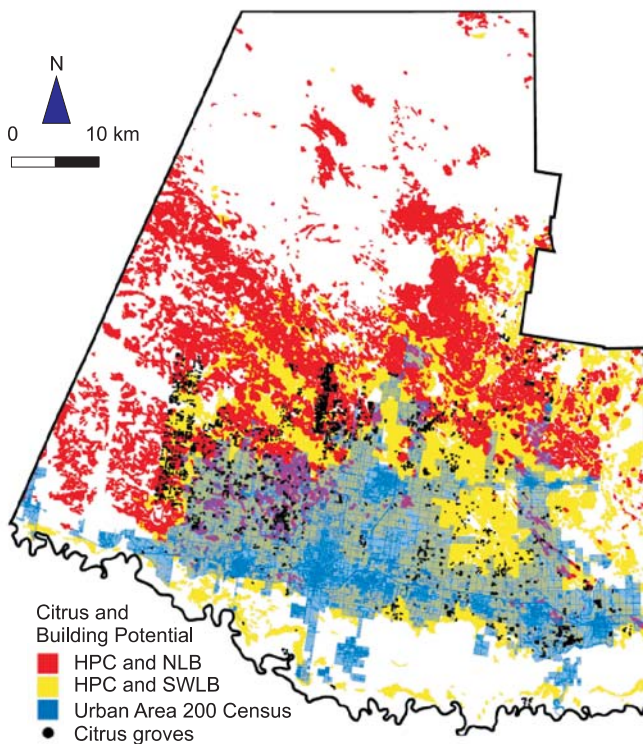 N
0 10 km
Citrus and
Building Potential
HPC and NLB
HPC and SWLB
Urban Area 200 Census
Citrus groves